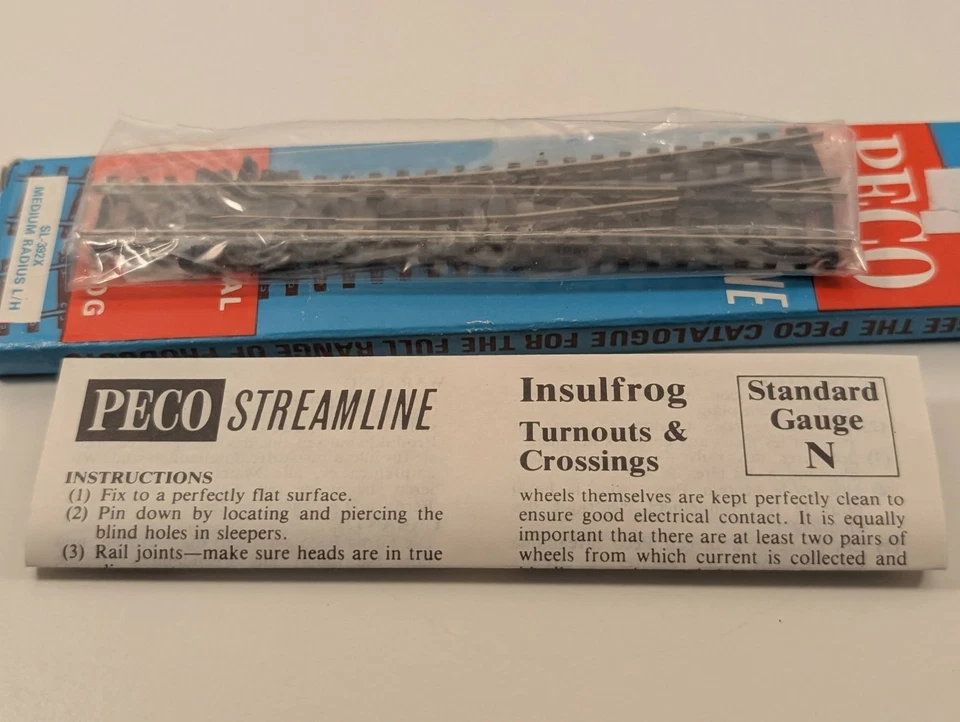 PECO
SL-392X
MEDIUM RADIUS L/H
SEE THE PECO CATALOGUE FOR THE FULL RANGE OF PRODUCTS
PECO STREAMLINE
INSTRUCTIONS
(1) Fix to a perfectly flat surface.
(2) Pin down by locating and piercing the
blind holes in sleepers.
(3) Rail joints—make sure heads are in true
Insulfrog
Turnouts &
Crossings
Standard
Gauge
N
wheels themselves are kept perfectly clean to
ensure good electrical contact. It is equally
important that there are at least two pairs of
wheels from which current is collected and